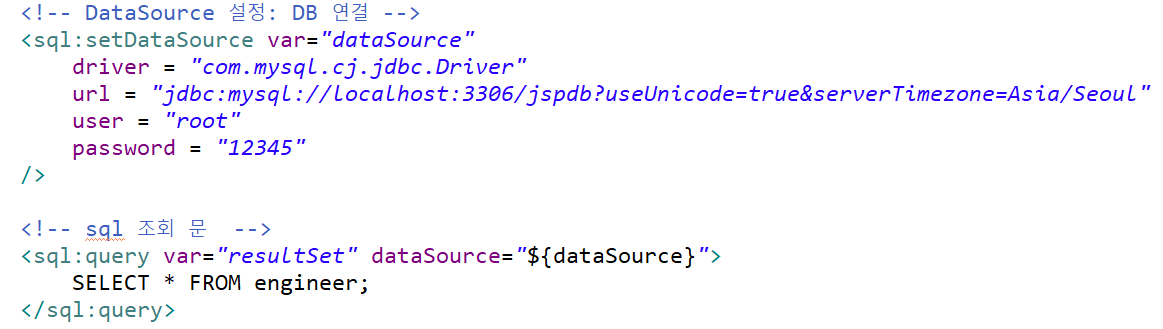 <!-- DataSource 설정: DB 연결 -->
<sql:setDataSource var="dataSource"
    driver = "com.mysql.cj.jdbc.Driver"
    url = "jdbc:mysql://localhost:3306/jspdb?useUnicode=true&serverTimezone=Asia/Seoul"
    user = "root"
    password = "12345"
/>

<!-- sql 조회 문  -->
<sql:query var="resultSet" dataSource="${dataSource}">
    SELECT * FROM engineer;
</sql:query>